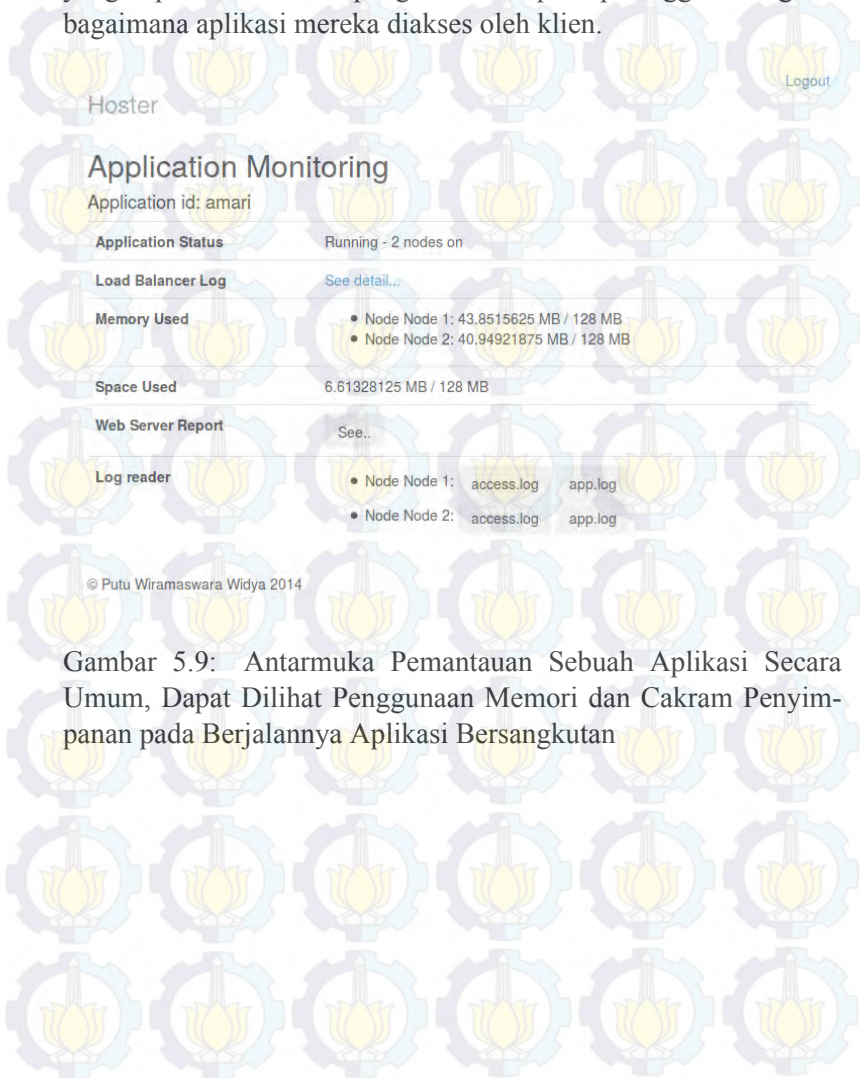 bagaimana aplikasi mereka diakses oleh klien.
Logout
Hoster
Application Monitoring
Application id: amari
Application Status Running - 2 nodes on
Load Balancer Log See detail...
Memory Used • Node Node 1: 43.8515625 MB / 128 MB
• Node Node 2: 40.94921875 MB / 128 MB
Space Used 6.61328125 MB / 128 MB
Web Server Report See..
Log reader • Node Node 1: access.log app.log
• Node Node 2: access.log app.log
© Putu Wiramaswara Widya 2014
Gambar 5.9: Antarmuka Pemantauan Sebuah Aplikasi Secara
Umum, Dapat Dilihat Penggunaan Memori dan Cakram Penyim-
panan pada Berjalannya Aplikasi Bersangkutan